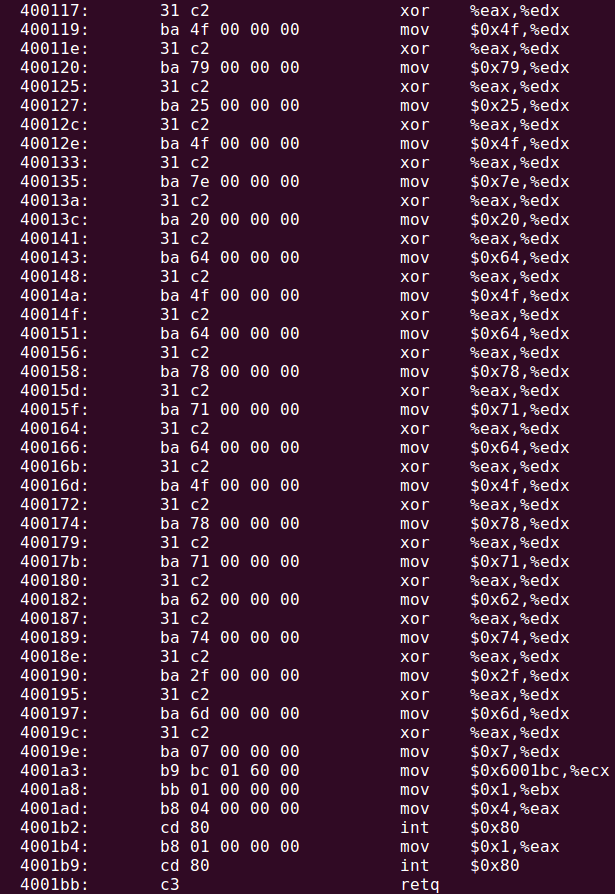 400117: 31 c2 xor %eax,%edx
400119: ba 4f 00 00 00 mov $0x4f,%edx
40011e: 31 c2 xor %eax,%edx
400120: ba 79 00 00 00 mov $0x79,%edx
400125: 31 c2 xor %eax,%edx
400127: ba 25 00 00 00 mov $0x25,%edx
40012c: 31 c2 xor %eax,%edx
40012e: ba 4f 00 00 00 mov $0x4f,%edx
400133: 31 c2 xor %eax,%edx
400135: ba 7e 00 00 00 mov $0x7e,%edx
40013a: 31 c2 xor %eax,%edx
40013c: ba 20 00 00 00 mov $0x20,%edx
400141: 31 c2 xor %eax,%edx
400143: ba 64 00 00 00 mov $0x64,%edx
400148: 31 c2 xor %eax,%edx
40014a: ba 4f 00 00 00 mov $0x4f,%edx
40014f: 31 c2 xor %eax,%edx
400151: ba 64 00 00 00 mov $0x64,%edx
400156: 31 c2 xor %eax,%edx
400158: ba 78 00 00 00 mov $0x78,%edx
40015d: 31 c2 xor %eax,%edx
40015f: ba 71 00 00 00 mov $0x71,%edx
400164: 31 c2 xor %eax,%edx
400166: ba 64 00 00 00 mov $0x64,%edx
40016b: 31 c2 xor %eax,%edx
40016d: ba 4f 00 00 00 mov $0x4f,%edx
400172: 31 c2 xor %eax,%edx
400174: ba 78 00 00 00 mov $0x78,%edx
400179: 31 c2 xor %eax,%edx
40017b: ba 71 00 00 00 mov $0x71,%edx
400180: 31 c2 xor %eax,%edx
400182: ba 62 00 00 00 mov $0x62,%edx
400187: 31 c2 xor %eax,%edx
400189: ba 74 00 00 00 mov $0x74,%edx
40018e: 31 c2 xor %eax,%edx
400190: ba 2f 00 00 00 mov $0x2f,%edx
400195: 31 c2 xor %eax,%edx
400197: ba 6d 00 00 00 mov $0x6d,%edx
40019c: 31 c2 xor %eax,%edx
40019e: ba 07 00 00 00 mov $0x7,%edx
4001a3: b9 bc 01 60 00 mov $0x6001bc,%ecx
4001a8: bb 01 00 00 00 mov $0x1,%ebx
4001ad: b8 04 00 00 00 mov $0x4,%eax
4001b2: cd 80 int $0x80
4001b4: b8 01 00 00 00 mov $0x1,%eax
4001b9: cd 80 int $0x80
4001bb: c3 retq